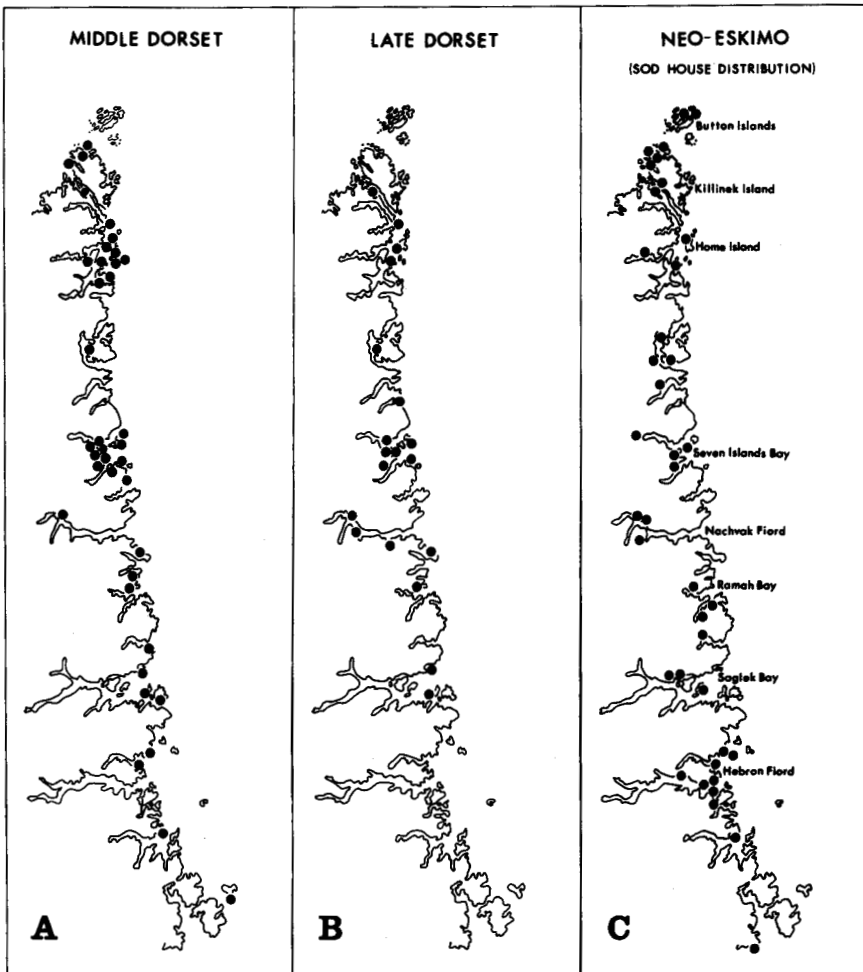 MIDDLE DORSET
LATE DORSET
NEO-ESKIMO
(SOD HOUSE DISTRIBUTION)
Button Islands
Killinek Island
Home Island
Seven Islands Bay
Nachvak Fiord
Ramah Bay
Saglek Bay
Hebron Fiord
A
B
C